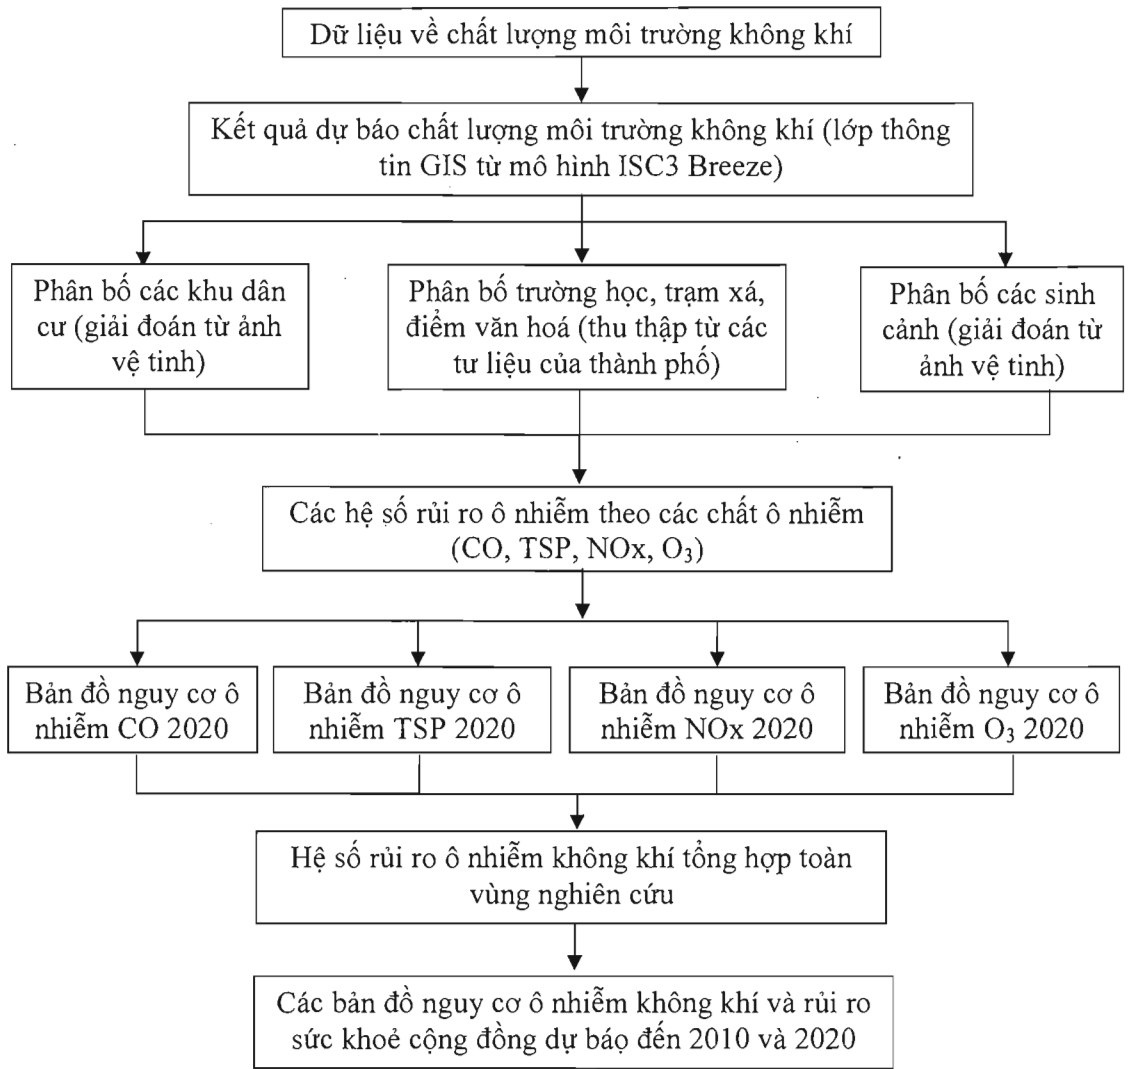 Dữ liệu về chất lượng môi trường không khí
Kết quả dự báo chất lượng môi trường không khí (lớp thông
tin GIS từ mô hình ISC3 Breeze)
Phân bố các khu dân
cư (giải đoán từ ảnh
vệ tinh)
Phân bố trường học, trạm xá,
điểm văn hoá (thu thập từ các
tư liệu của thành phố)
Phân bố các sinh
cảnh (giải đoán từ
ảnh vệ tinh)
Các hệ số rủi ro ô nhiễm theo các chất ô nhiễm
(CO, TSP, NOx, O₃)
Bản đồ nguy cơ ô
nhiễm CO 2020
Bản đồ nguy cơ ô
nhiễm TSP 2020
Bản đồ nguy cơ ô
nhiễm NOx 2020
Bản đồ nguy cơ ô
nhiễm O₃ 2020
Hệ số rủi ro ô nhiễm không khí tổng hợp toàn
vùng nghiên cứu
Các bản đồ nguy cơ ô nhiễm không khí và rủi ro
sức khoẻ cộng đồng dự báo đến 2010 và 2020